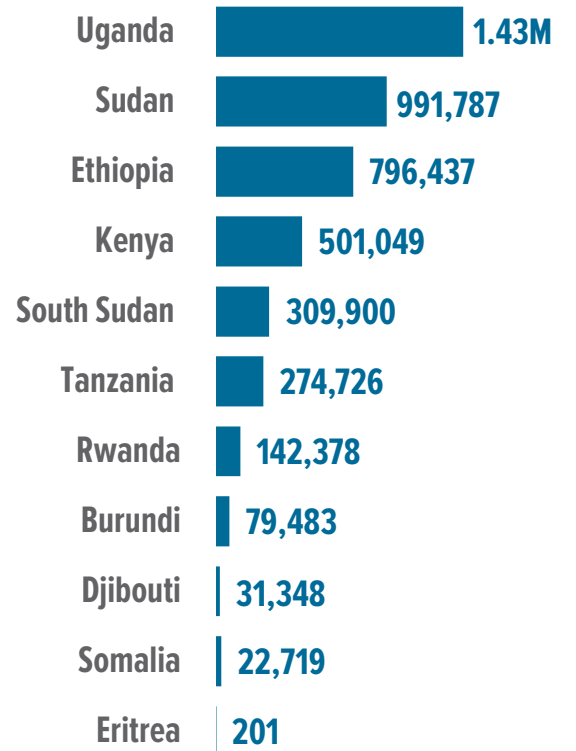 Uganda 1.43M
Sudan 991,787
Ethiopia 796,437
Kenya 501,049
South Sudan 309,900
Tanzania 274,726
Rwanda 142,378
Burundi 79,483
Djibouti 31,348
Somalia 22,719
Eritrea 201